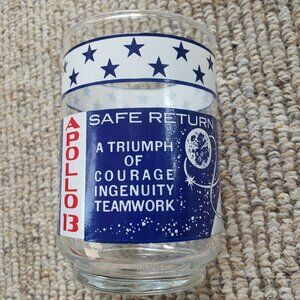 SAFE RETURN
APOLLO 13
A TRIUMPH
OF
COURAGE
INGENUITY
TEAMWORK